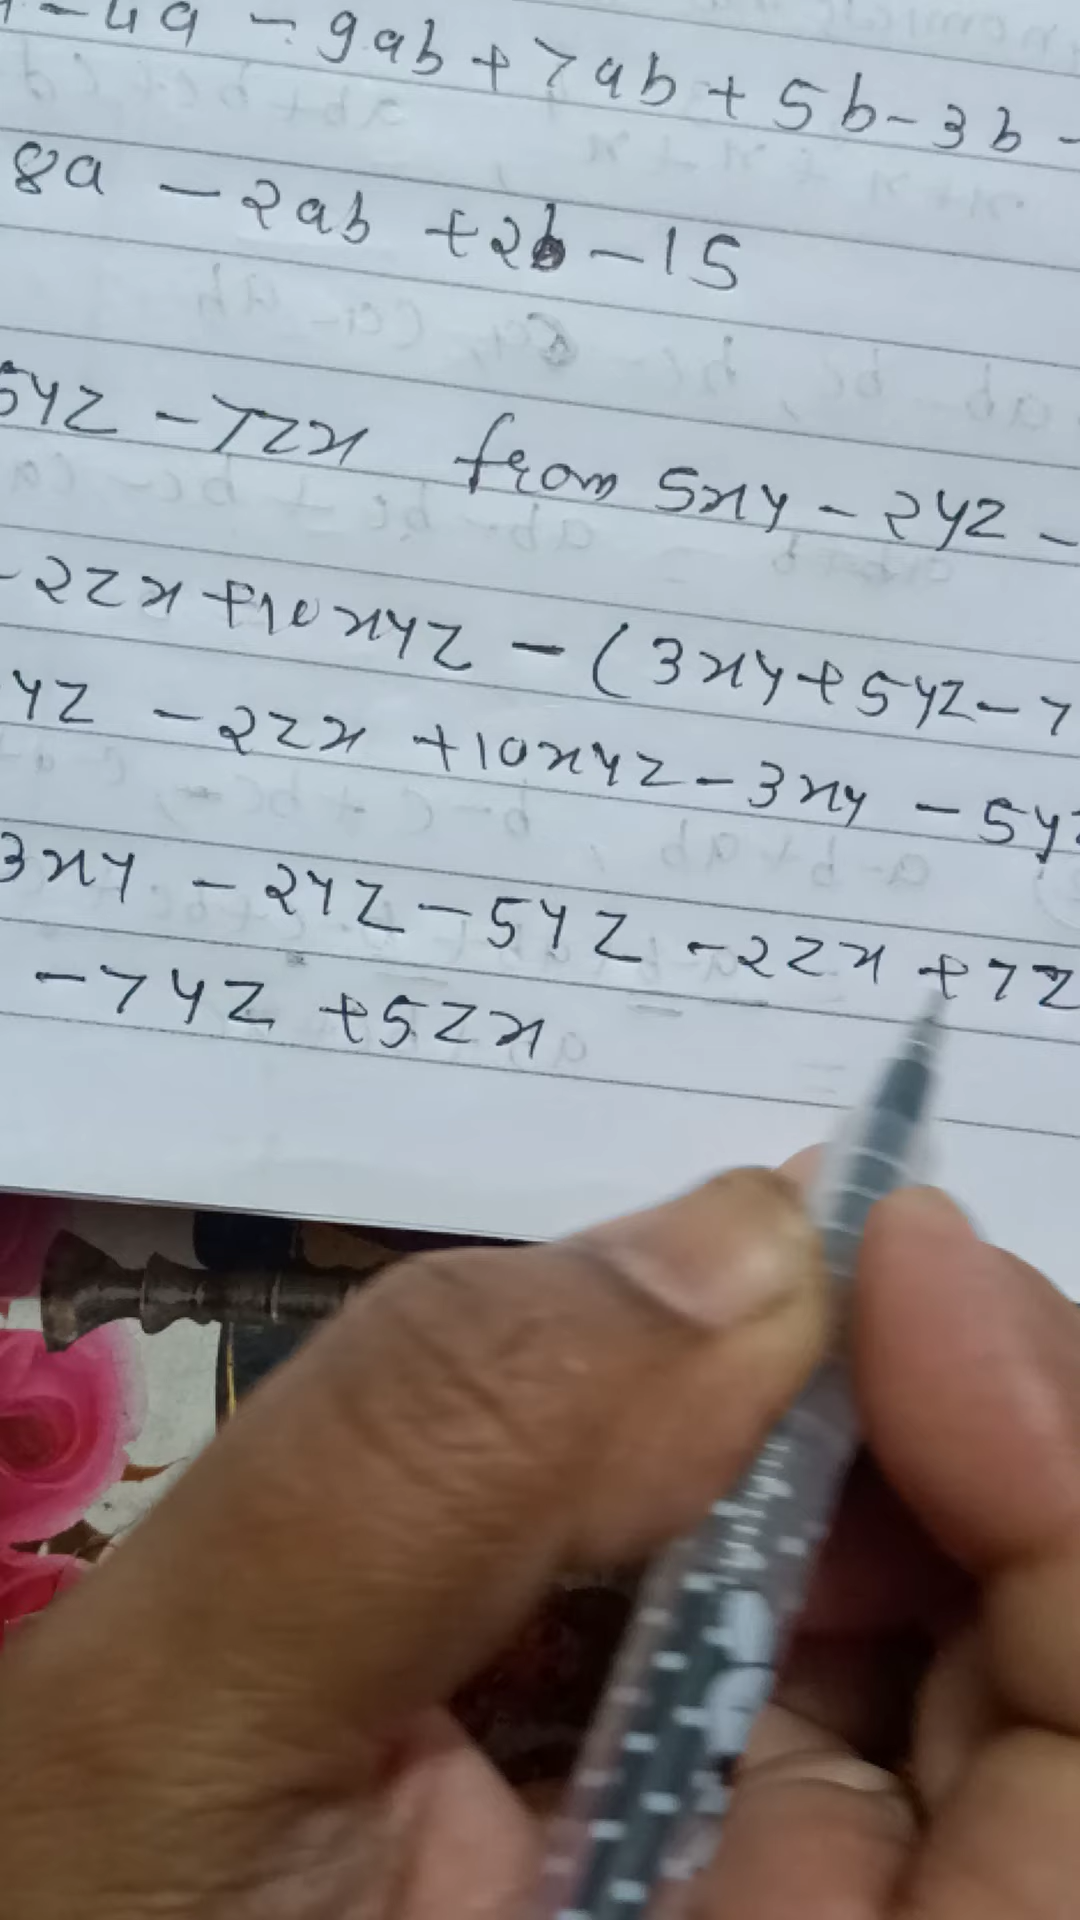 - 4a - 9ab + 7ab + 5b - 3b -
8a - 2ab + 2b - 15
5yz - 7zx from 5xy - 2yz -
- 2zx + 10xyz - (3xy + 5yz - 7
yz - 2zx + 10xyz - 3xy - 5yz
3xy - 2yz - 5yz - 2zx + 7z
- 7yz + 5zx